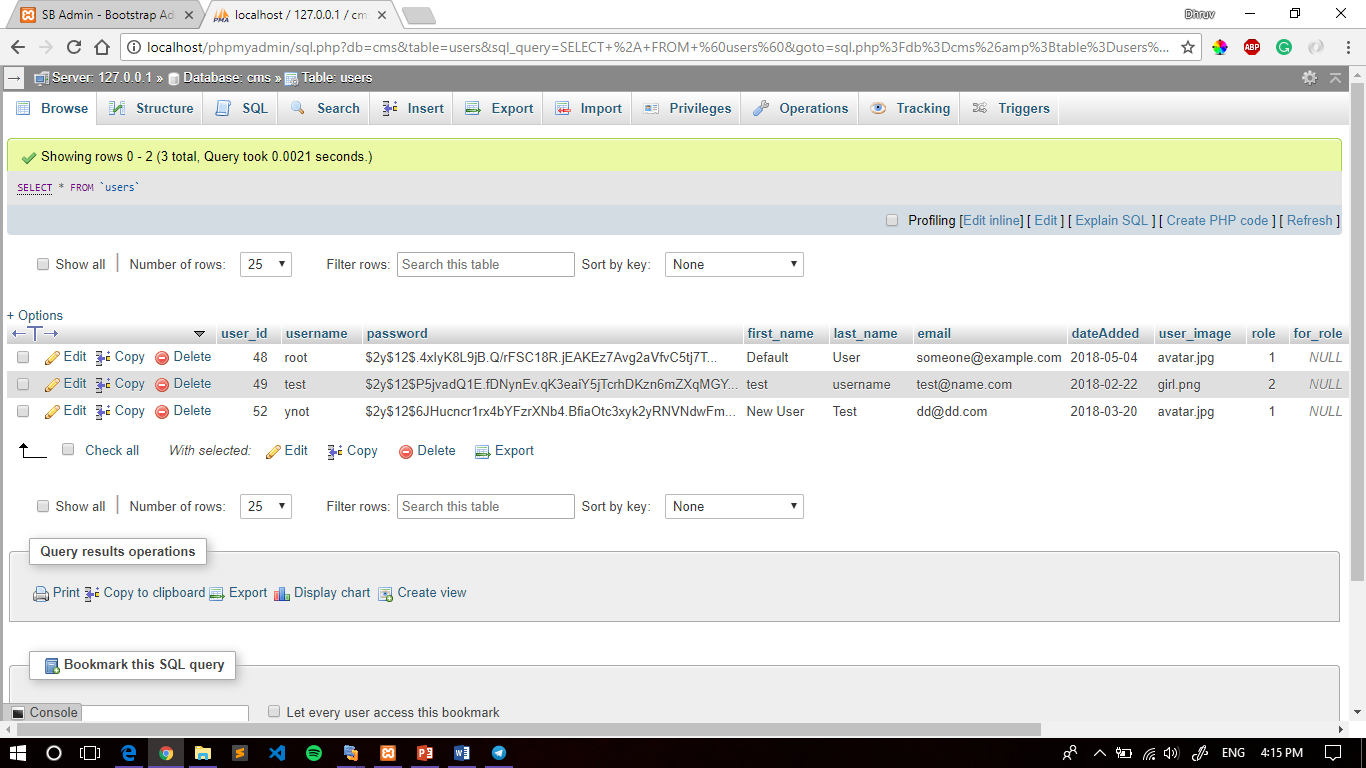 SB Admin - Bootstrap Ad
localhost / 127.0.0.1 / cm
Dhruv
localhost/phpmyadmin/sql.php?db=cms&table=users&sql_query=SELECT+%2A+FROM+%60users%60&goto=sql.php%3Fdb%3Dcms%26amp%3Btable%3Dusers%...
ABP
Server: 127.0.0.1 » Database: cms » Table: users
Browse Structure SQL Search Insert Export Import Privileges Operations Tracking Triggers
Showing rows 0 - 2 (3 total, Query took 0.0021 seconds.)
SELECT * FROM `users`
Profiling [Edit inline] [ Edit ] [ Explain SQL ] [ Create PHP code ] [ Refresh ]
Show all Number of rows: 25 Filter rows: Search this table Sort by key: None
+ Options
user_id username password first_name last_name email dateAdded user_image role for_role
Edit Copy Delete 48 root $2y$12$.4xIyK8L9jB.Q/rFSC18R.jEAKEz7Avg2aVfvC5tj7T... Default User someone@example.com 2018-05-04 avatar.jpg 1 NULL
Edit Copy Delete 49 test $2y$12$P5jvadQ1E.fDNynEv.qK3eaiY5jTcrhDKzn6mZXqMGY... test username test@name.com 2018-02-22 girl.png 2 NULL
Edit Copy Delete 52 ynot $2y$12$6JHucncr1rx4bYFzrXNb4.BfiaOtc3xyk2yRNVNdwFm... New User Test dd@dd.com 2018-03-20 avatar.jpg 1 NULL
Check all With selected: Edit Copy Delete Export
Show all Number of rows: 25 Filter rows: Search this table Sort by key: None
Query results operations
Print Copy to clipboard Export Display chart Create view
Bookmark this SQL query
Console Let every user access this bookmark
ENG 4:15 PM